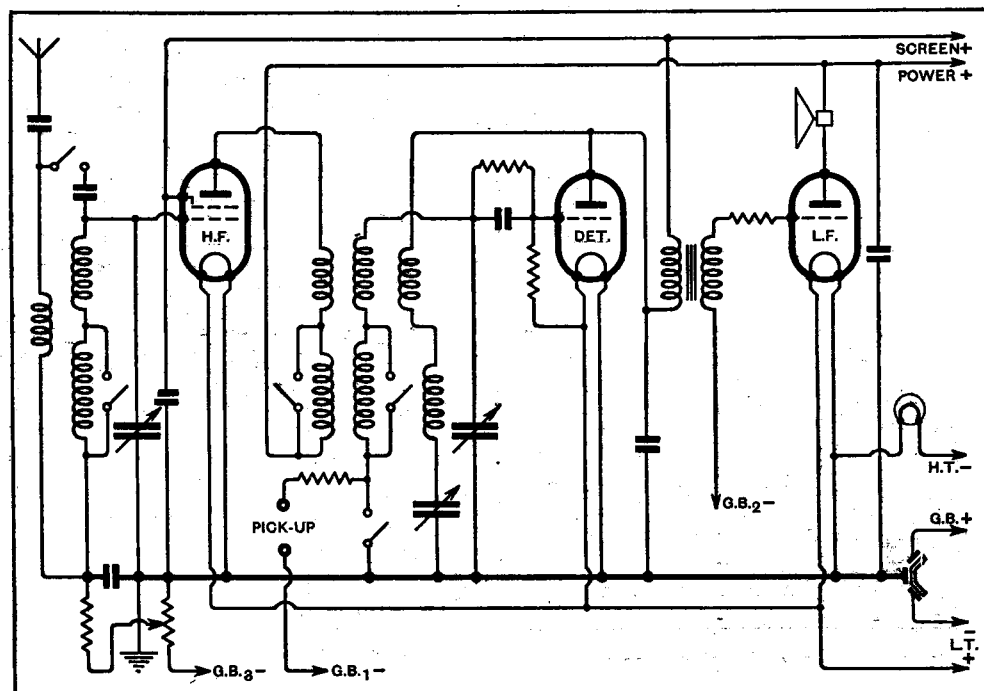 SCREEN+
POWER +
H.F.
DET.
L.F.
H.T.-
PICK-UP
G.B.2-
G.B.+
L.T.
-
+
G.B.3-
G.B.1-